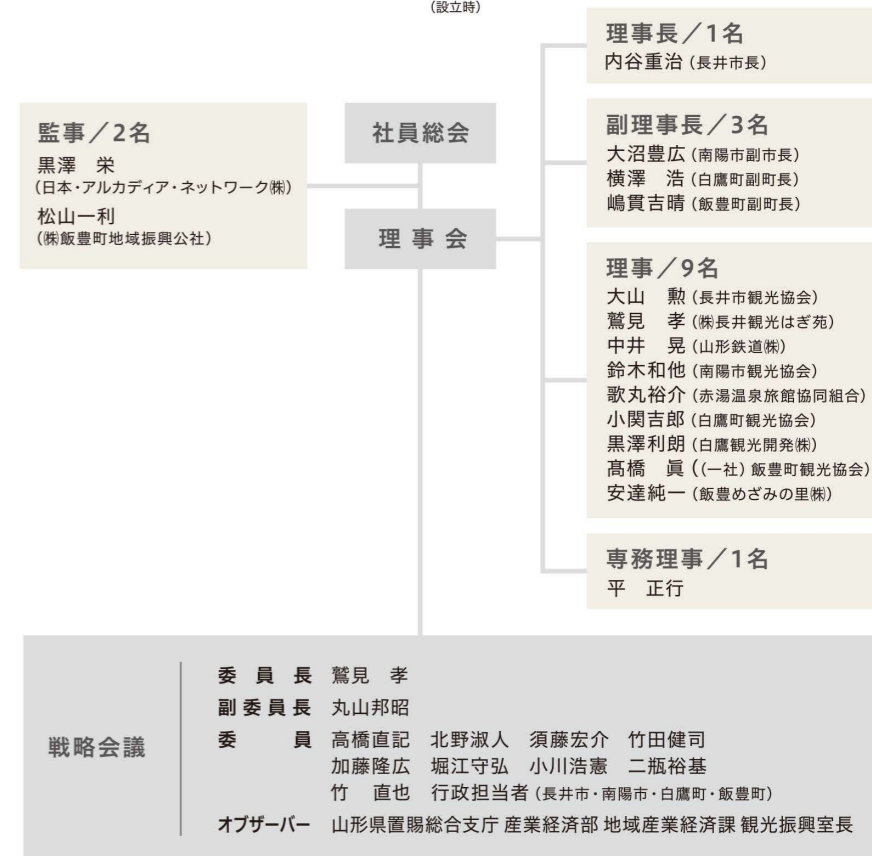 (設立時)
理事長／1名
内谷重治（長井市長）
監事／2名
黒澤　栄
（日本・アルカディア・ネットワーク㈱）
松山一利
（㈱飯豊町地域振興公社）
社員総会
理事会
副理事長／3名
大沼豊広（南陽市副市長）
横澤　浩（白鷹町副町長）
嶋貫吉晴（飯豊町副町長）
理事／9名
大山　勲（長井市観光協会）
鷲見　孝（㈱長井観光はぎ苑）
中井　晃（山形鉄道㈱）
鈴木和他（南陽市観光協会）
歌丸裕介（赤湯温泉旅館協同組合）
小関吉郎（白鷹町観光協会）
黒澤利朗（白鷹観光開発㈱）
髙橋　眞（（一社）飯豊町観光協会）
安達純一（飯豊めざみの里㈱）
専務理事／1名
平　正行
戦略会議
委員長　鷲見　孝
副委員長　丸山邦昭
委員　高橋直記　北野淑人　須藤宏介　竹田健司
加藤隆広　堀江守弘　小川浩憲　二瓶裕基
竹　直也　行政担当者（長井市・南陽市・白鷹町・飯豊町）
オブザーバー　山形県置賜総合支庁 産業経済部 地域産業経済課 観光振興室長